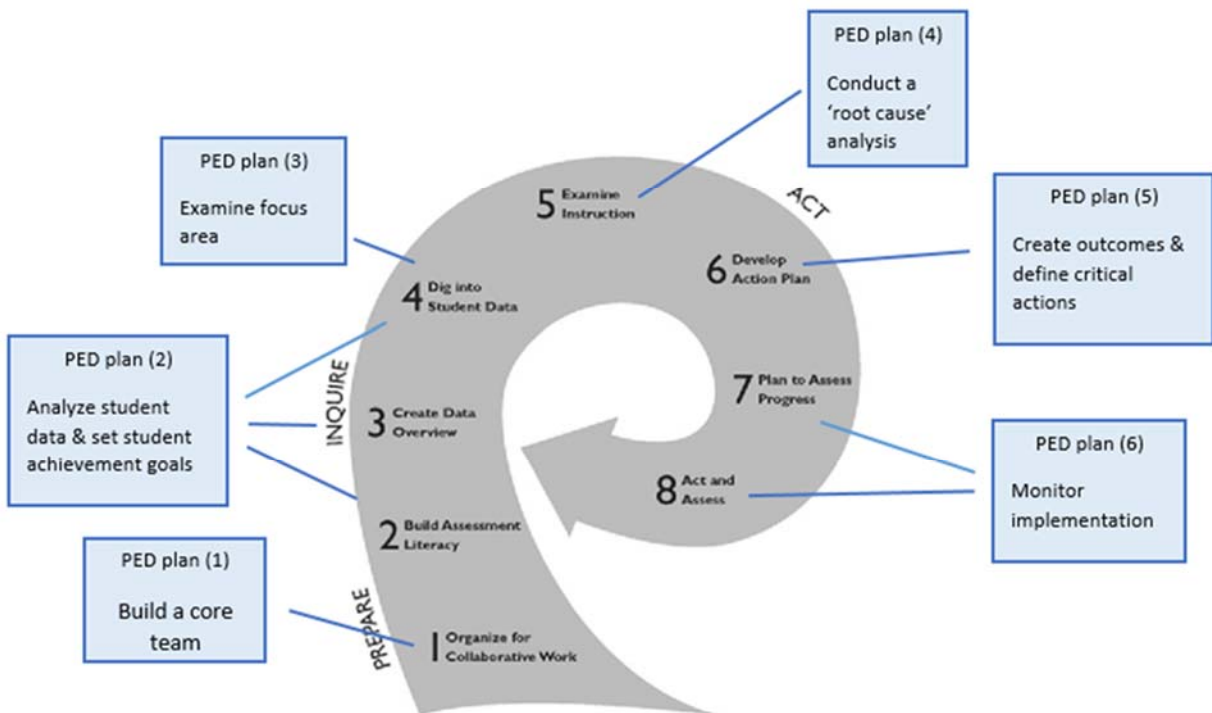 PED plan (4)
Conduct a
‘root cause’
analysis
PED plan (3)
Examine focus
area
5 Examine
Instruction
ACT
PED plan (5)
Create outcomes &
define critical
actions
6 Develop
Action Plan
4 Dig into
Student Data
PED plan (2)
Analyze student
data & set student
achievement goals
INQUIRE
3 Create Data
Overview
7 Plan to Assess
Progress
PED plan (6)
Monitor
implementation
8 Act and
Assess
2 Build Assessment
Literacy
PED plan (1)
Build a core
team
PREPARE
1 Organize for
Collaborative Work